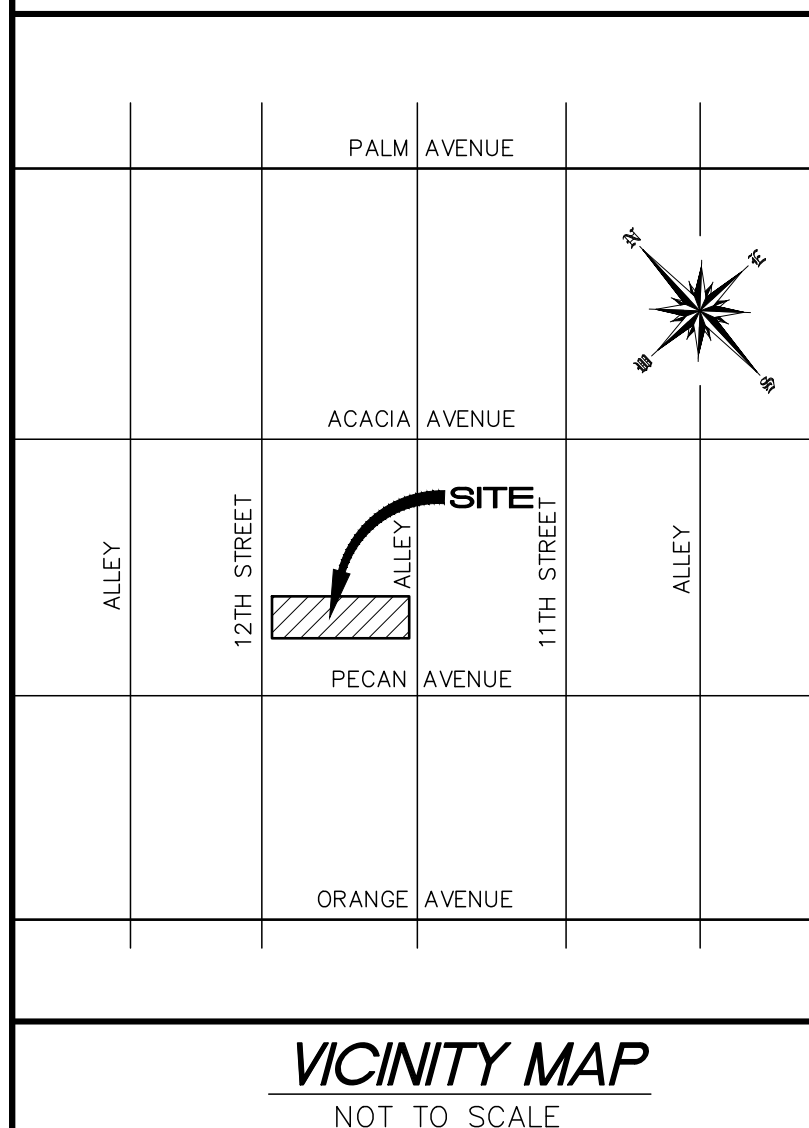 PALM AVENUE
N
E
W
S
ACACIA AVENUE
SITE
ALLEY
12TH STREET
ALLEY
11TH STREET
ALLEY
PECAN AVENUE
ORANGE AVENUE
VICINITY MAP
NOT TO SCALE